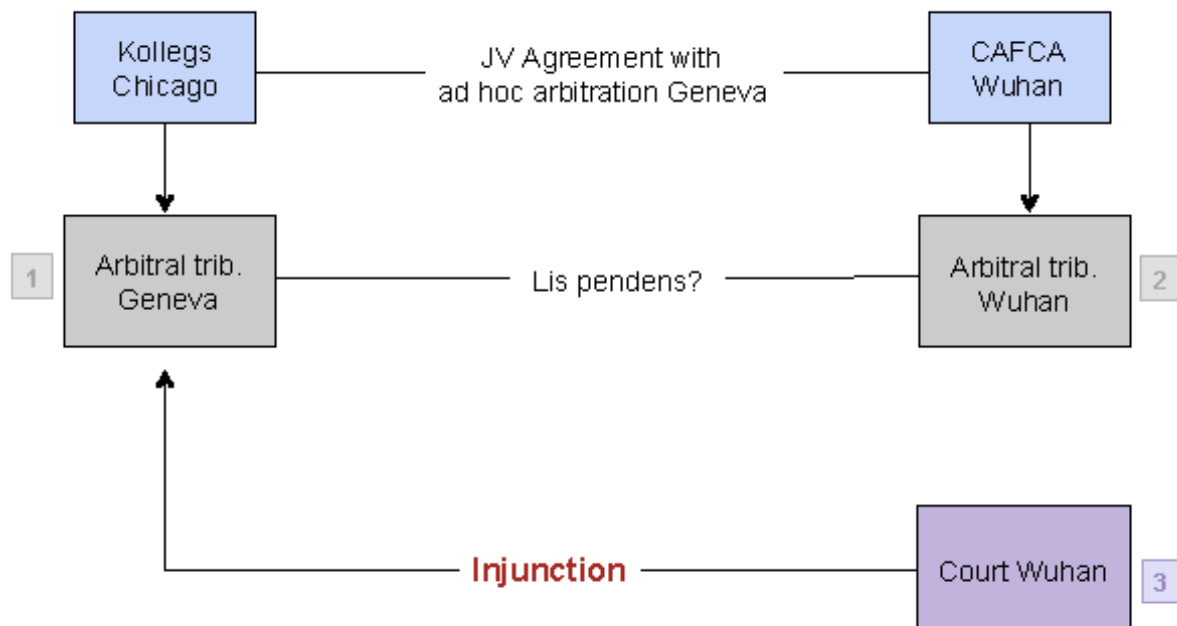 Kollegs
Chicago
JV Agreement with
ad hoc arbitration Geneva
CAFCA
Wuhan
1
Arbitral trib.
Geneva
Lis pendens?
Arbitral trib.
Wuhan
2
Injunction
Court Wuhan
3